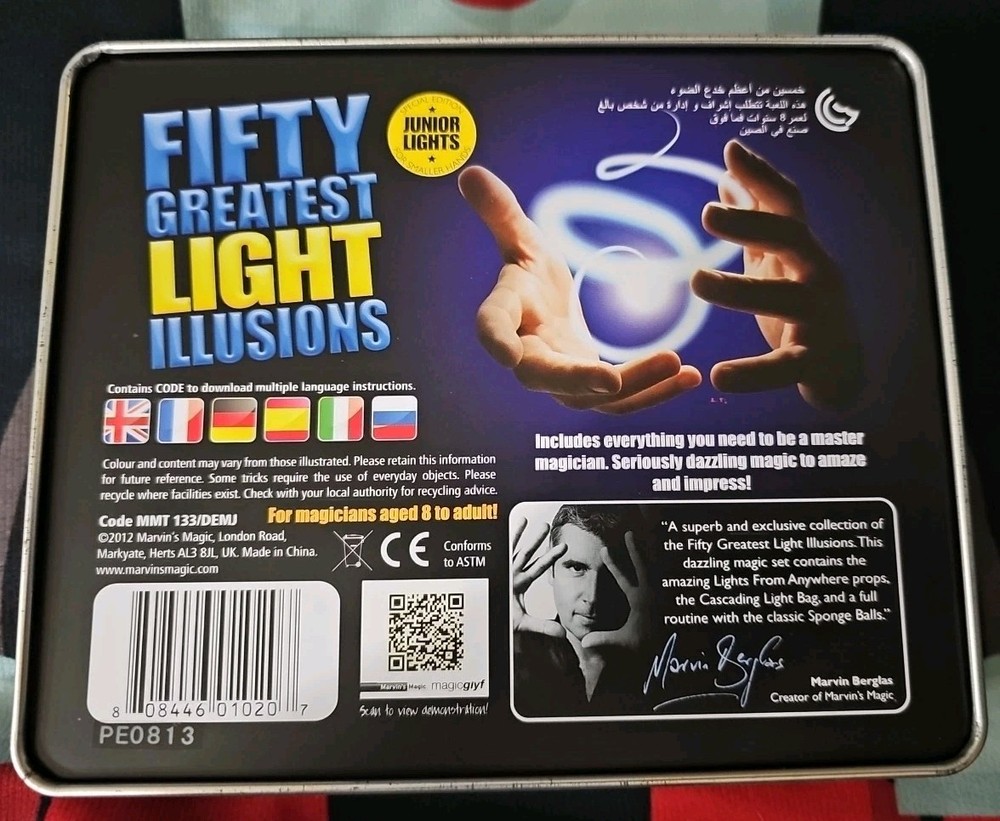 FIFTY
GREATEST
LIGHT
ILLUSIONS
SPECIAL EDITION
JUNIOR
LIGHTS
FOR SMALLER HANDS
خمسين من أعظم خدع الضوء
هذه اللعبة تتطلب إشراف و إدارة من شخص بالغ
لعمر 8 سنوات فما فوق
صنع في الصين
Contains CODE to download multiple language instructions.
Colour and content may vary from those illustrated. Please retain this information
for future reference. Some tricks require the use of everyday objects. Please
recycle where facilities exist. Check with your local authority for recycling advice.
Code MMT 133/DEMJ
For magicians aged 8 to adult!
©2012 Marvin's Magic, London Road,
Markyate, Herts AL3 8JL, UK. Made in China.
www.marvinsmagic.com
CE
Conforms
to ASTM
8 08446 01020 7
PE0813
Marvin's Magic magicgiyf
Scan to view demonstration!
Includes everything you need to be a master
magician. Seriously dazzling magic to amaze
and impress!
"A superb and exclusive collection of
the Fifty Greatest Light Illusions. This
dazzling magic set contains the
amazing Lights From Anywhere props,
the Cascading Light Bag, and a full
routine with the classic Sponge Balls."
Marvin Berglas
Marvin Berglas
Creator of Marvin's Magic